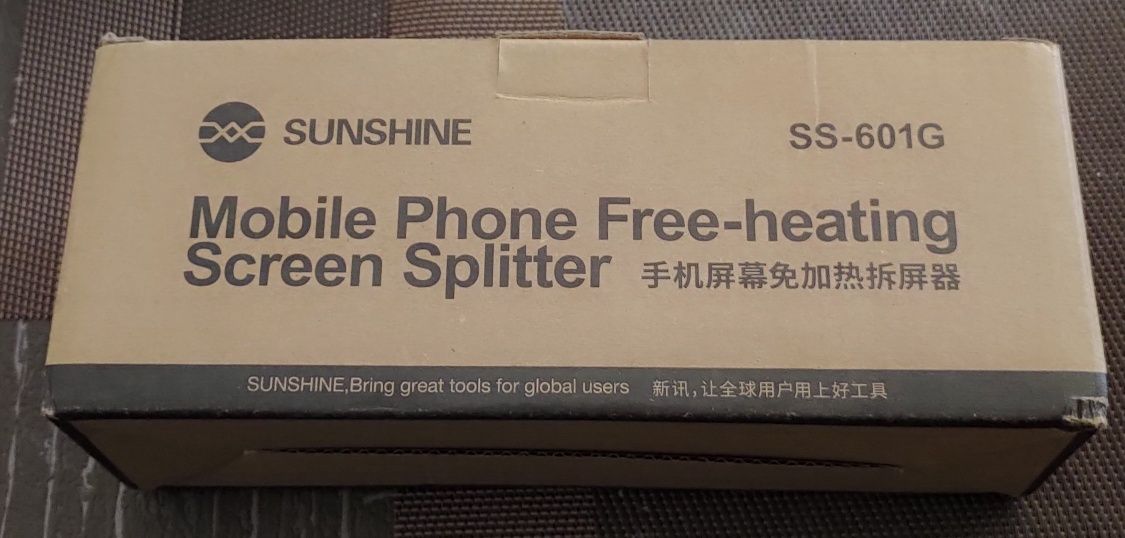 SUNSHINE SS-601G
Mobile Phone Free-heating
Screen Splitter 手机屏幕免加热拆屏器
SUNSHINE,Bring great tools for global users 新讯,让全球用户用上好工具